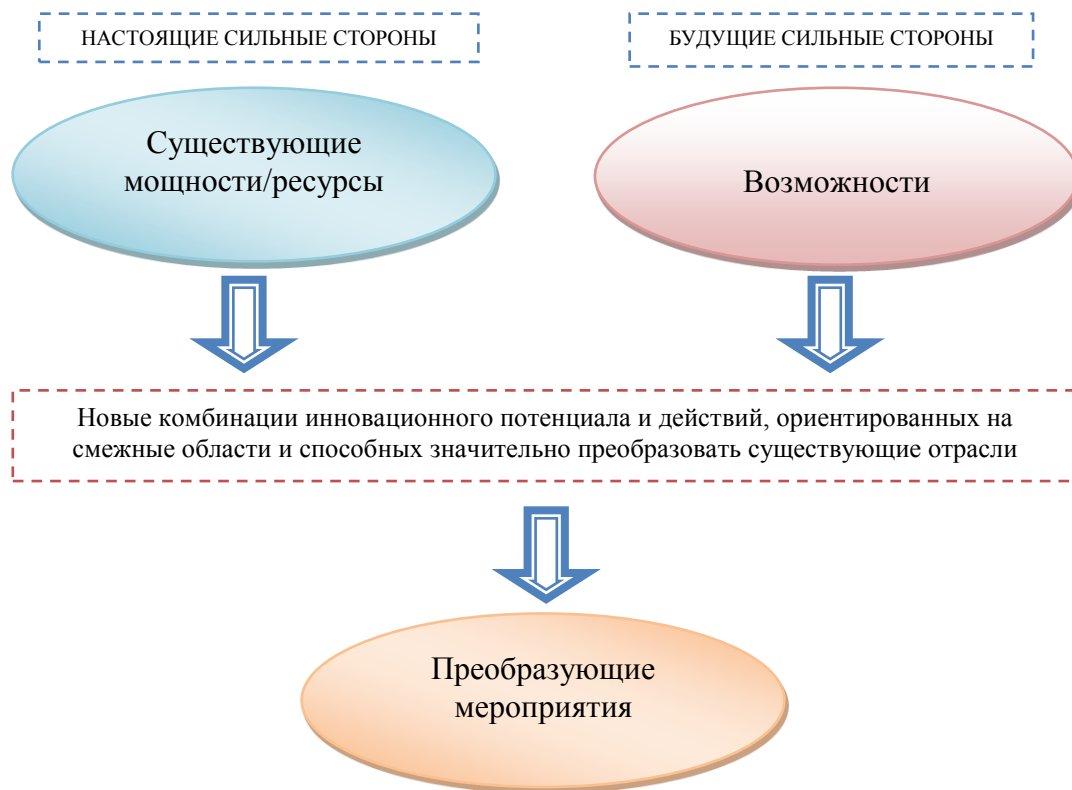 НАСТОЯЩИЕ СИЛЬНЫЕ СТОРОНЫ
БУДУЩИЕ СИЛЬНЫЕ СТОРОНЫ
Существующие
мощности/ресурсы
Возможности
Новые комбинации инновационного потенциала и действий, ориентированных на
смежные области и способных значительно преобразовать существующие отрасли
Преобразующие
мероприятия